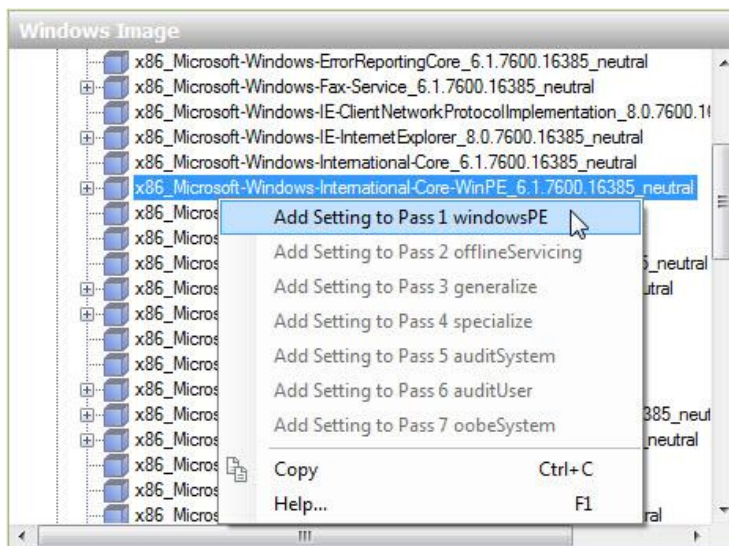 Windows Image
x86_Microsoft-Windows-ErrorReportingCore_6.1.7600.16385_neutral
x86_Microsoft-Windows-Fax-Service_6.1.7600.16385_neutral
x86_Microsoft-Windows-IE-ClientNetworkProtocolImplementation_8.0.7600.16
x86_Microsoft-Windows-IE-InternetExplorer_8.0.7600.16385_neutral
x86_Microsoft-Windows-International-Core_6.1.7600.16385_neutral
x86_Microsoft-Windows-International-Core-WinPE_6.1.7600.16385_neutral
x86_Micros
Add Setting to Pass 1 windowsPE
x86_Micros
Add Setting to Pass 2 offlineServicing
x86_Micros 5_neutral
x86_Micros utral
Add Setting to Pass 3 generalize
x86_Micros
Add Setting to Pass 4 specialize
x86_Micros
x86_Micros
Add Setting to Pass 5 auditSystem
x86_Micros
Add Setting to Pass 6 auditUser
x86_Micros 385_neut
Add Setting to Pass 7 oobeSystem
x86_Micros neutral
x86_Micros
Copy Ctrl+C
x86_Micros
x86_Micros ral
Help... F1